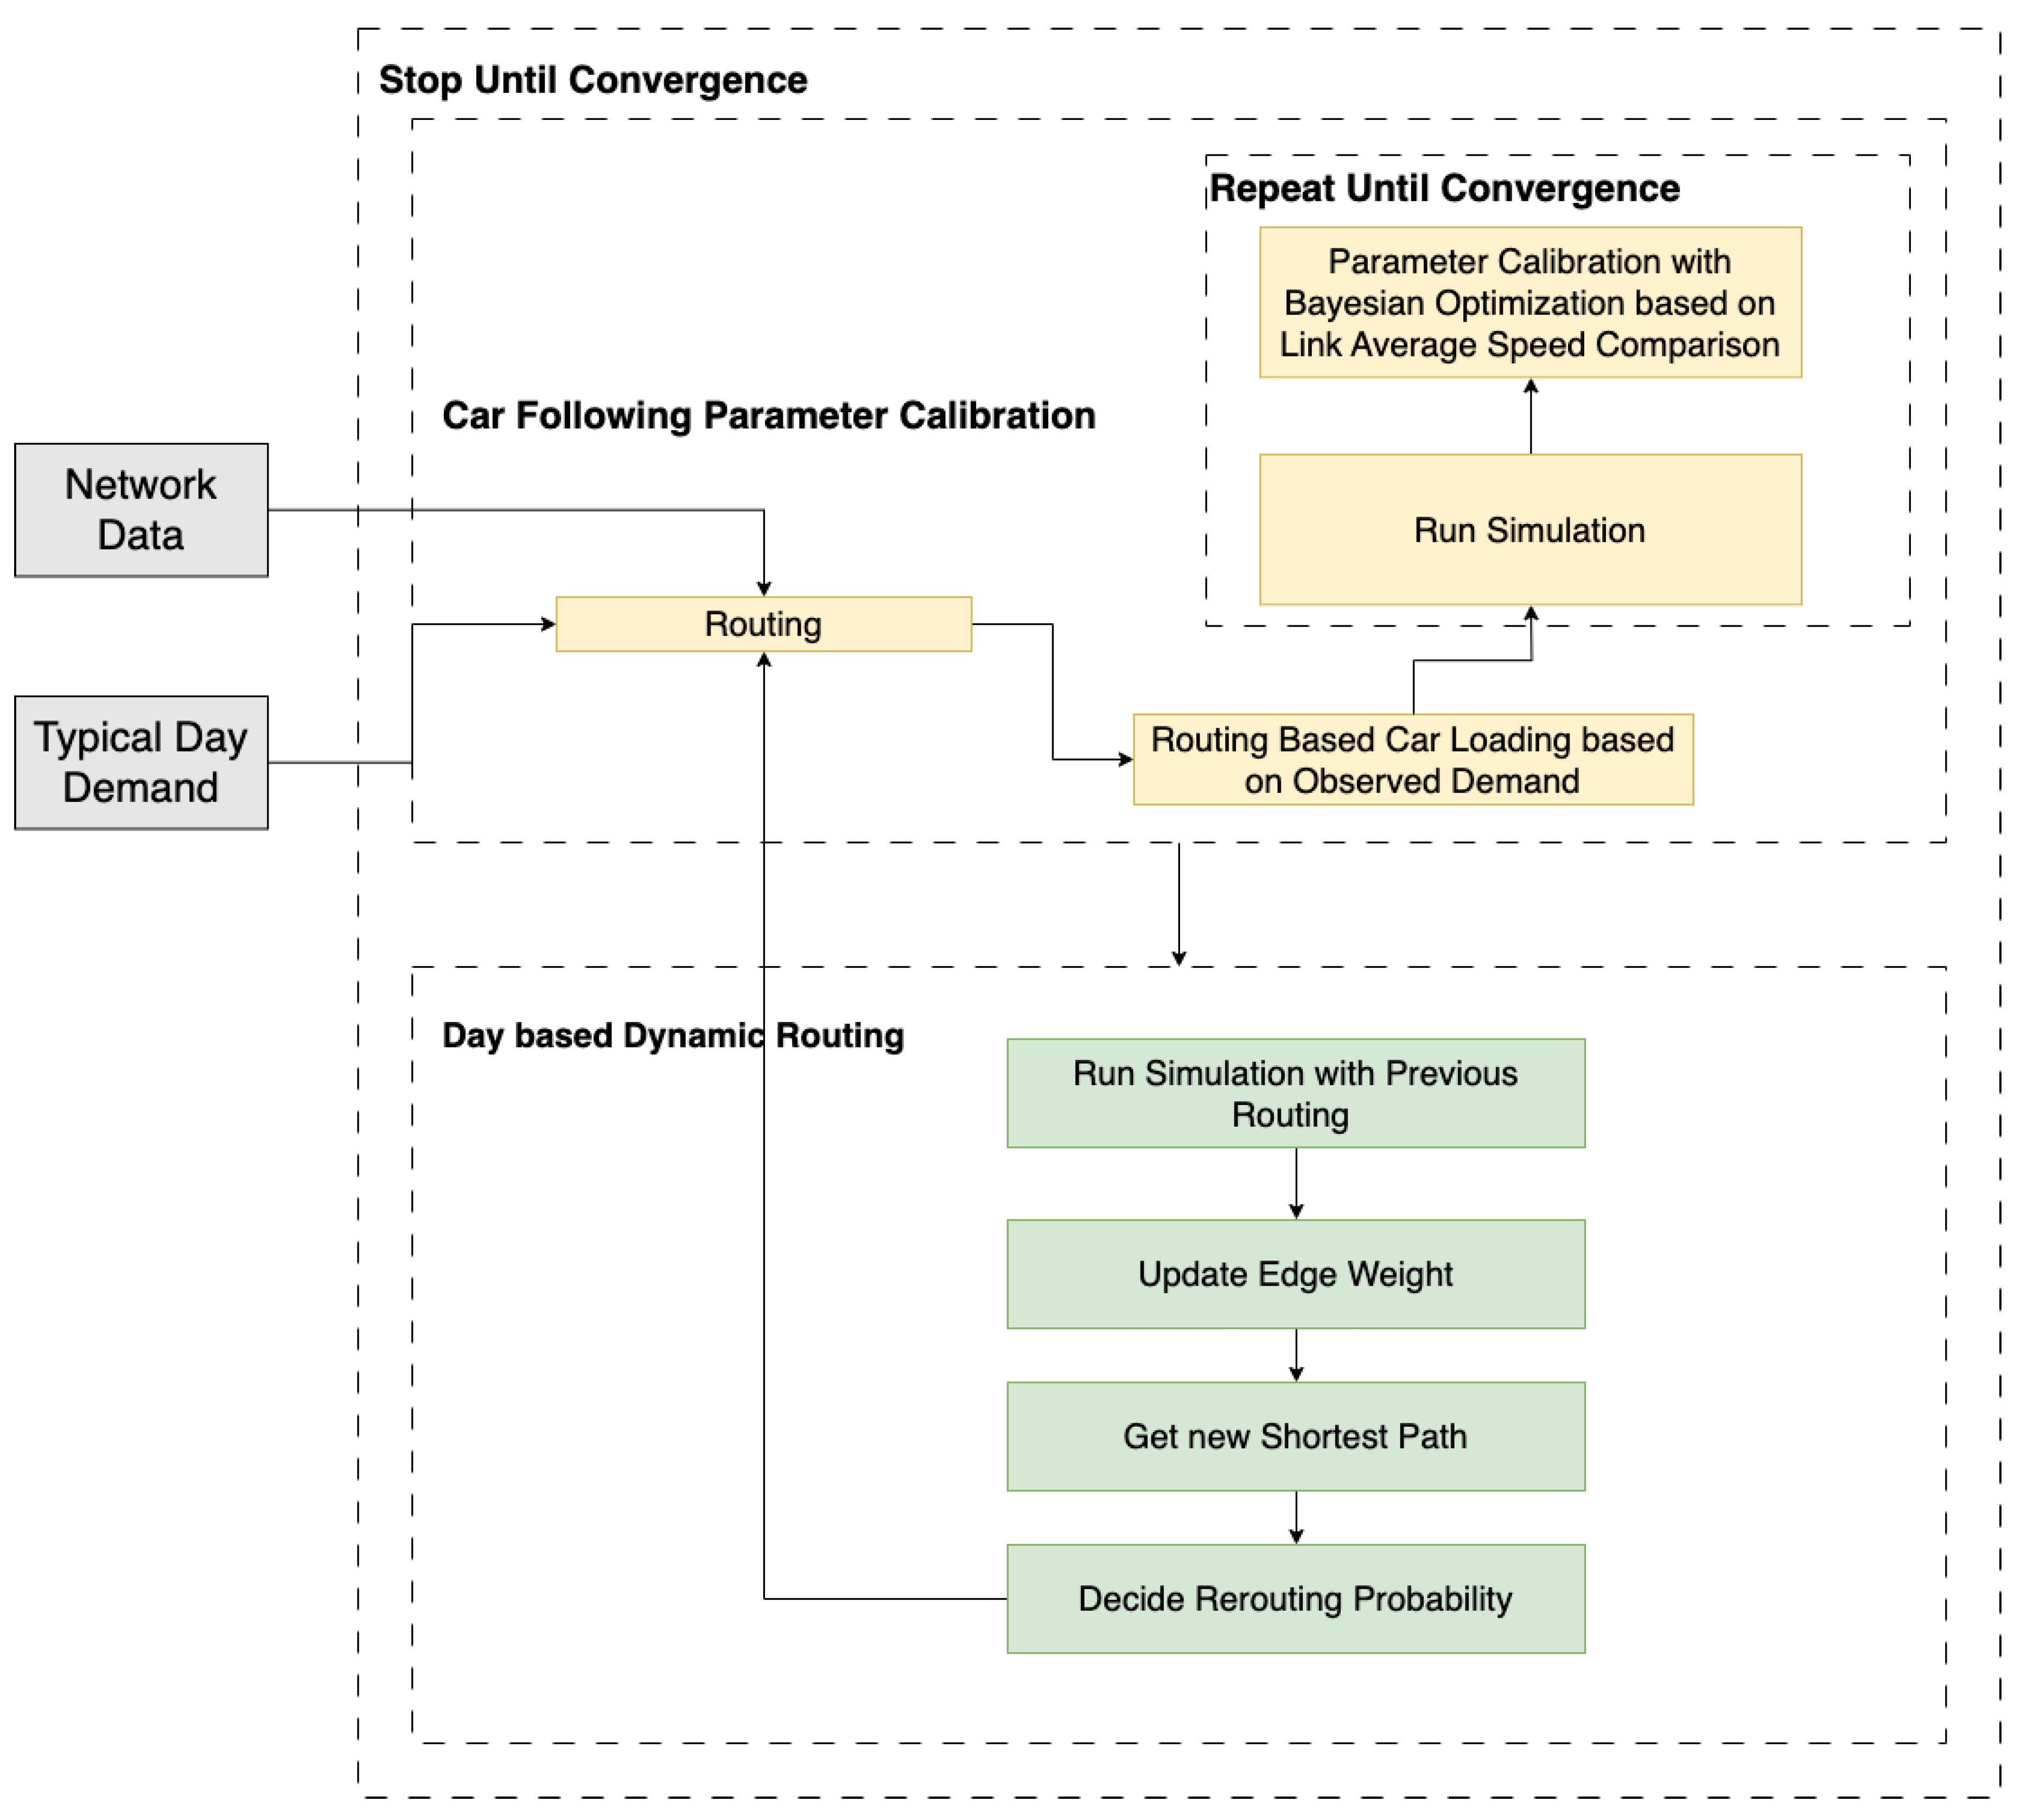 Stop Until Convergence
Repeat Until Convergence
Parameter Calibration with
Bayesian Optimization based on
Link Average Speed Comparison
Car Following Parameter Calibration
Network
Data
Run Simulation
Routing
Typical Day
Demand
Routing Based Car Loading based
on Observed Demand
Day based Dynamic Routing
Run Simulation with Previous
Routing
Update Edge Weight
Get new Shortest Path
Decide Rerouting Probability